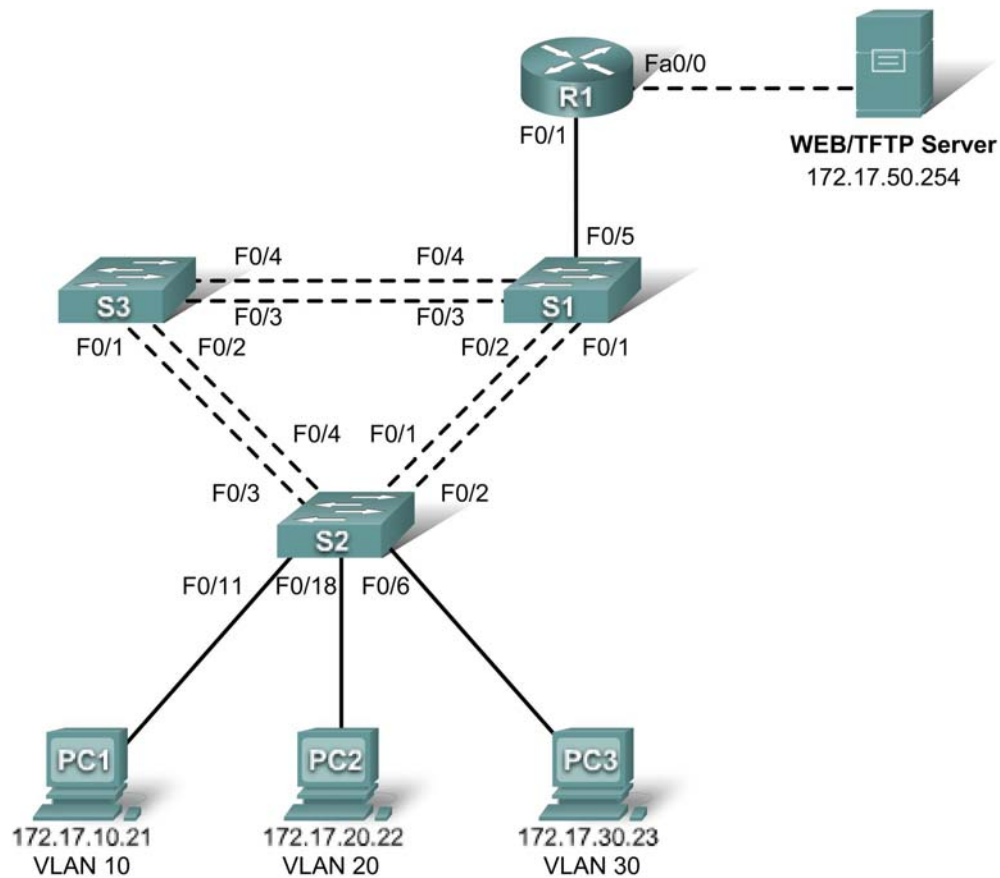 R1
Fa0/0
F0/1
WEB/TFTP Server
172.17.50.254
F0/5
F0/4
F0/4
S3
S1
F0/3
F0/3
F0/1
F0/2
F0/2
F0/1
F0/4
F0/1
F0/3
F0/2
S2
F0/11
F0/18
F0/6
PC1
PC2
PC3
172.17.10.21
172.17.20.22
172.17.30.23
VLAN 10
VLAN 20
VLAN 30